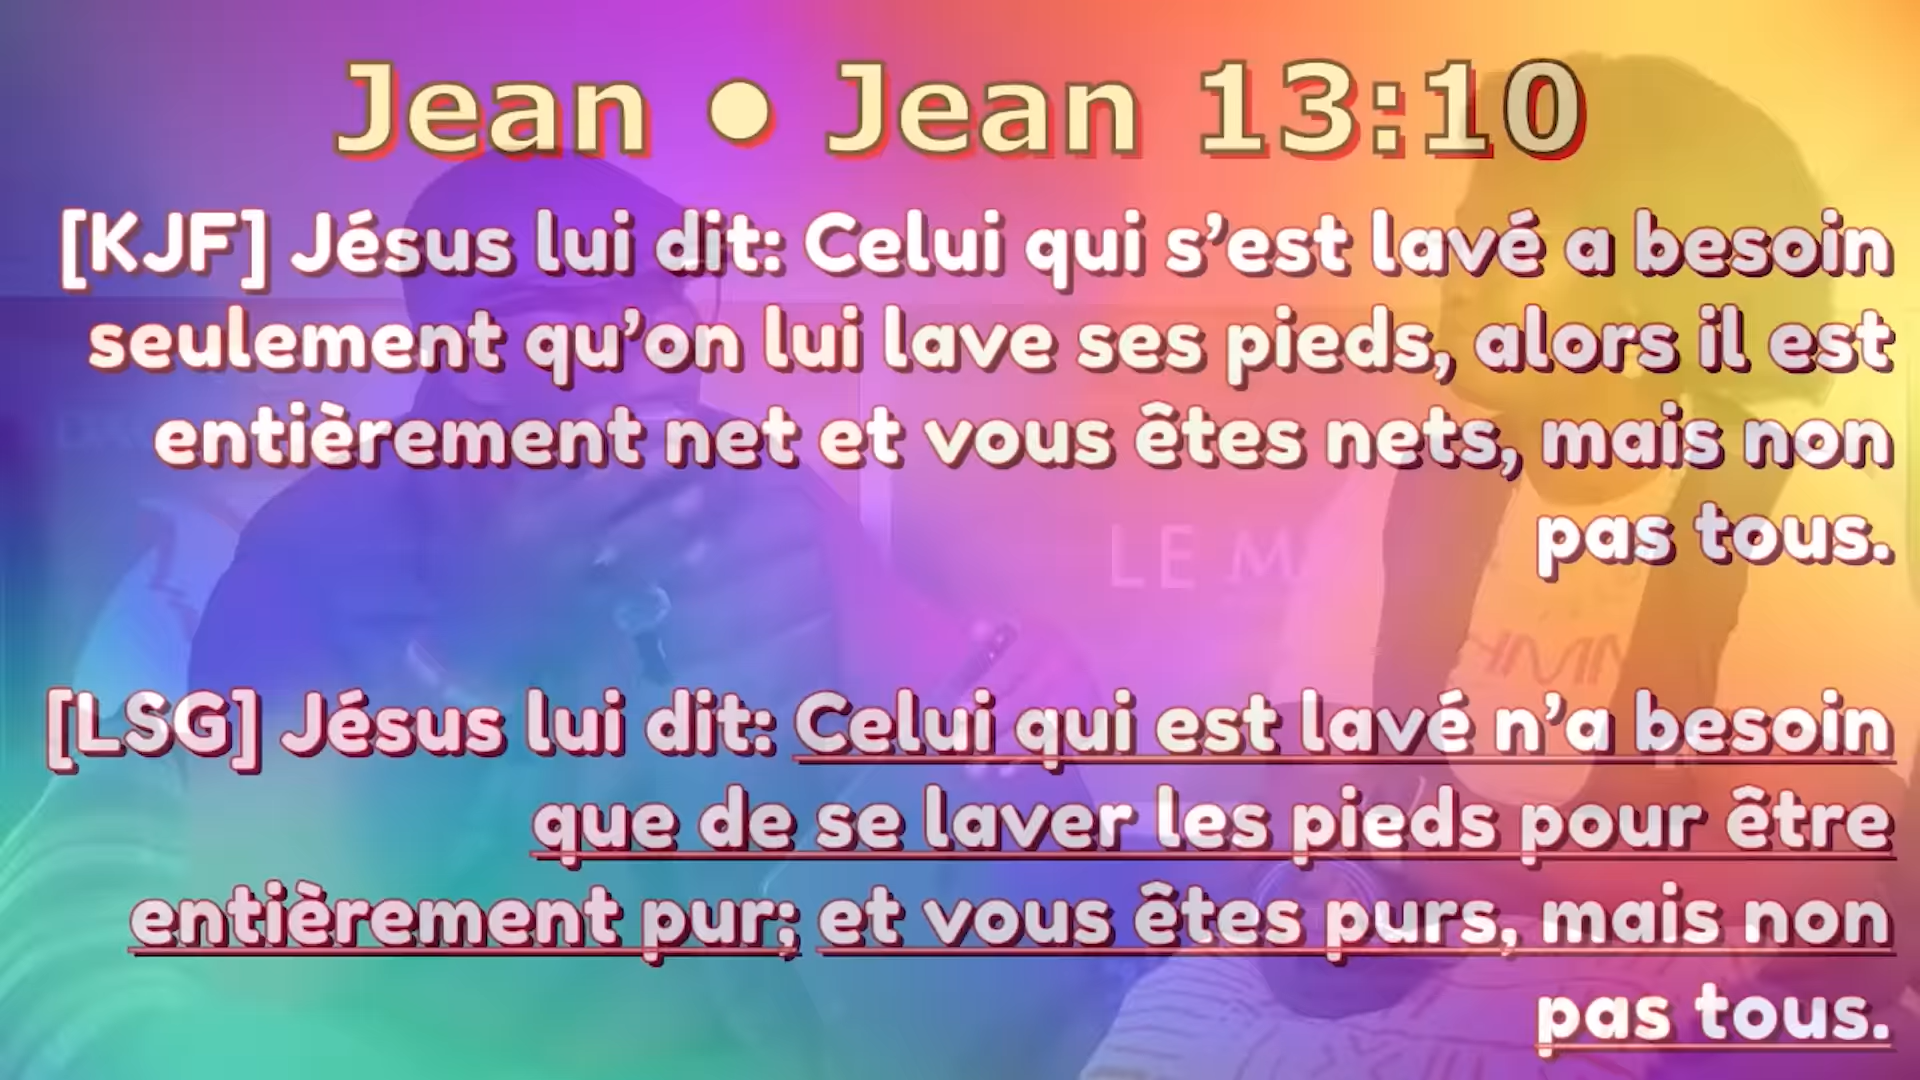 Jean • Jean 13:10
[KJF] Jésus lui dit: Celui qui s’est lavé a besoin
seulement qu’on lui lave ses pieds, alors il est
entièrement net et vous êtes nets, mais non
pas tous.
LE M
[LSG] Jésus lui dit: Celui qui est lavé n’a besoin
que de se laver les pieds pour être
entièrement pur; et vous êtes purs, mais non
pas tous.